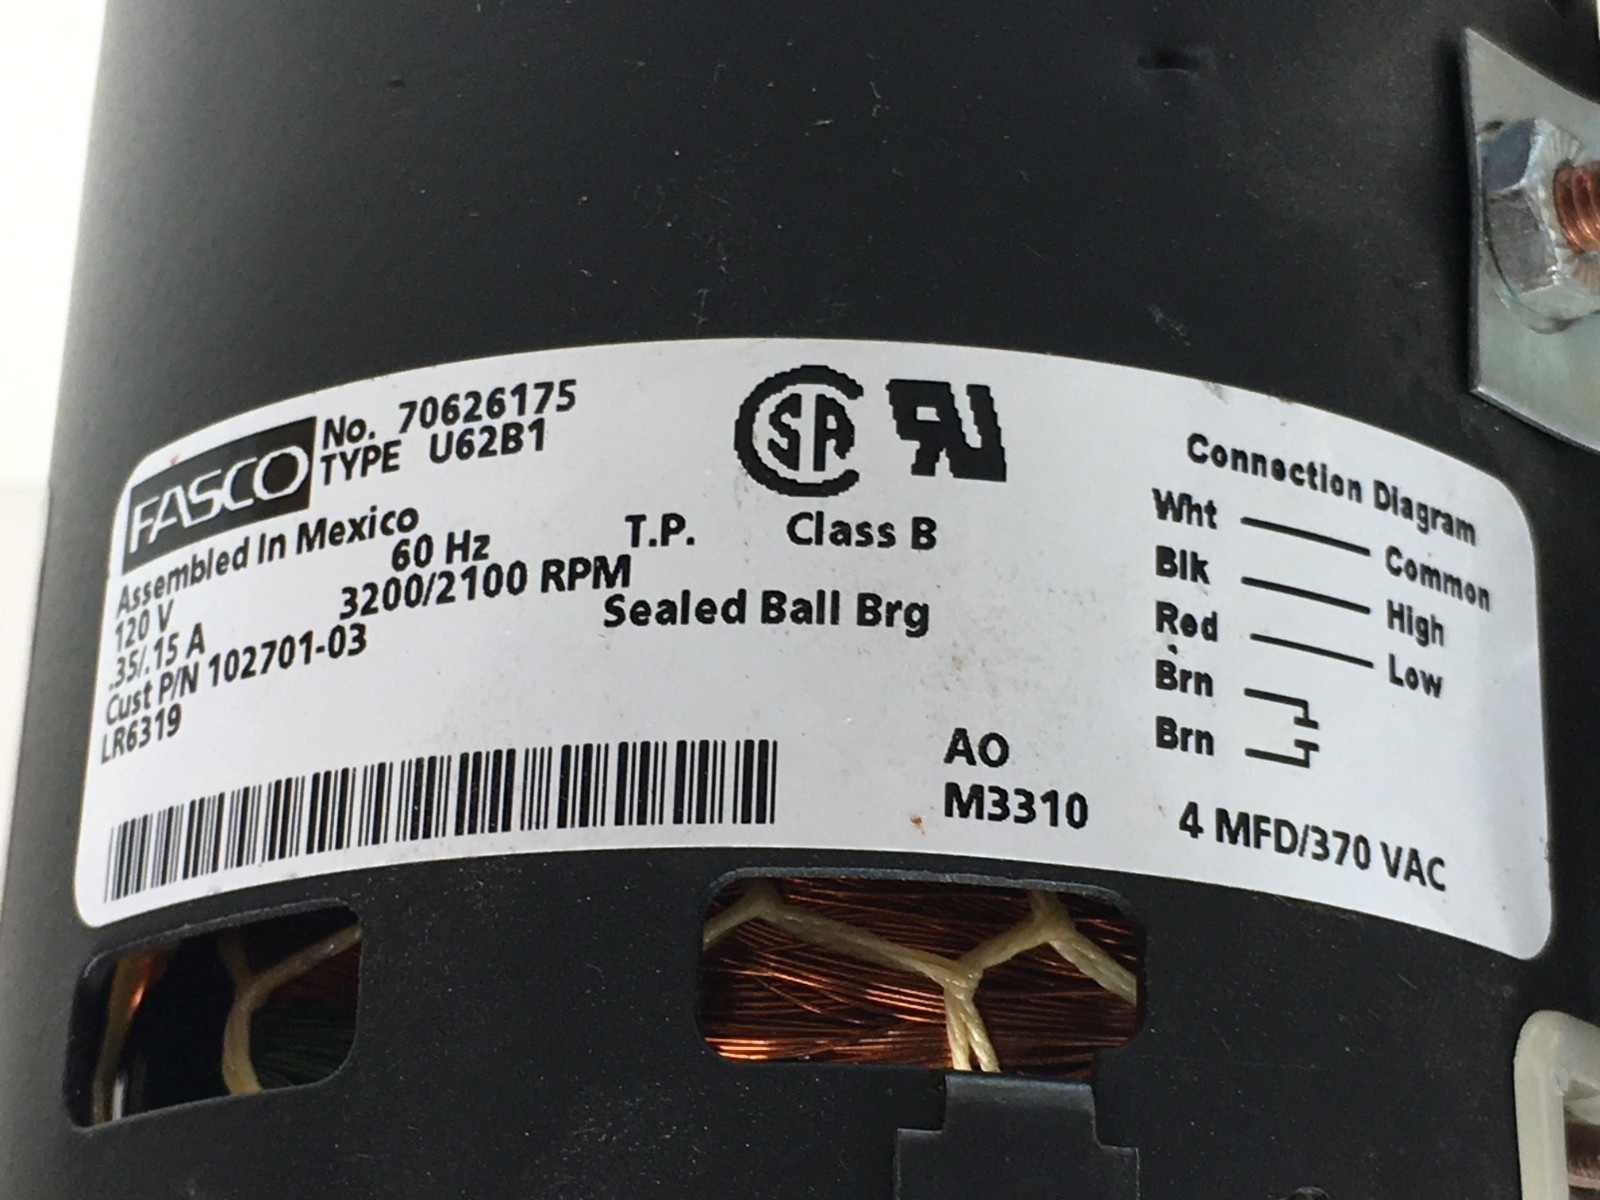 FASCO
No. 70626175
TYPE U62B1
Assembled In Mexico
120 V 60 Hz T.P. Class B
.35/.15 A 3200/2100 RPM
Cust P/N 102701-03 Sealed Ball Brg
LR6319
SA
RU
AO
M3310
Connection Diagram
Wht Common
Blk High
Red Low
Brn
Brn
4 MFD/370 VAC